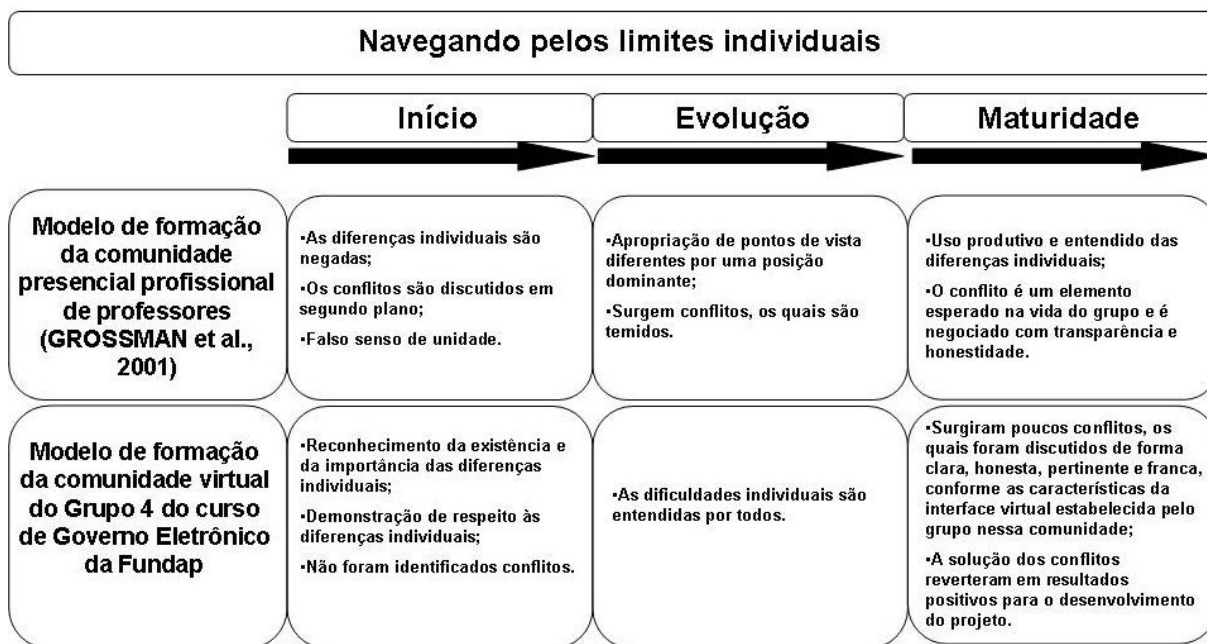 Navegando pelos limites individuais
Início
Evolução
Maturidade
Modelo de formação
da comunidade
presencial profissional
de professores
(GROSSMAN et al.,
2001)
•As diferenças individuais são
negadas;
•Os conflitos são discutidos em
segundo plano;
•Falso senso de unidade.
•Apropriação de pontos de vista
diferentes por uma posição
dominante;
•Surgem conflitos, os quais são
temidos.
•Uso produtivo e entendido das
diferenças individuais;
•O conflito é um elemento
esperado na vida do grupo e é
negociado com transparência e
honestidade.
Modelo de formação
da comunidade virtual
do Grupo 4 do curso
de Governo Eletrônico
da Fundap
•Reconhecimento da existência e
da importância das diferenças
individuais;
•Demonstração de respeito às
diferenças individuais;
•Não foram identificados conflitos.
•As dificuldades individuais são
entendidas por todos.
•Surgiram poucos conflitos, os
quais foram discutidos de forma
clara, honesta, pertinente e franca,
conforme as características da
interface virtual estabelecida pelo
grupo nessa comunidade;
•A solução dos conflitos
reverteram em resultados
positivos para o desenvolvimento
do projeto.